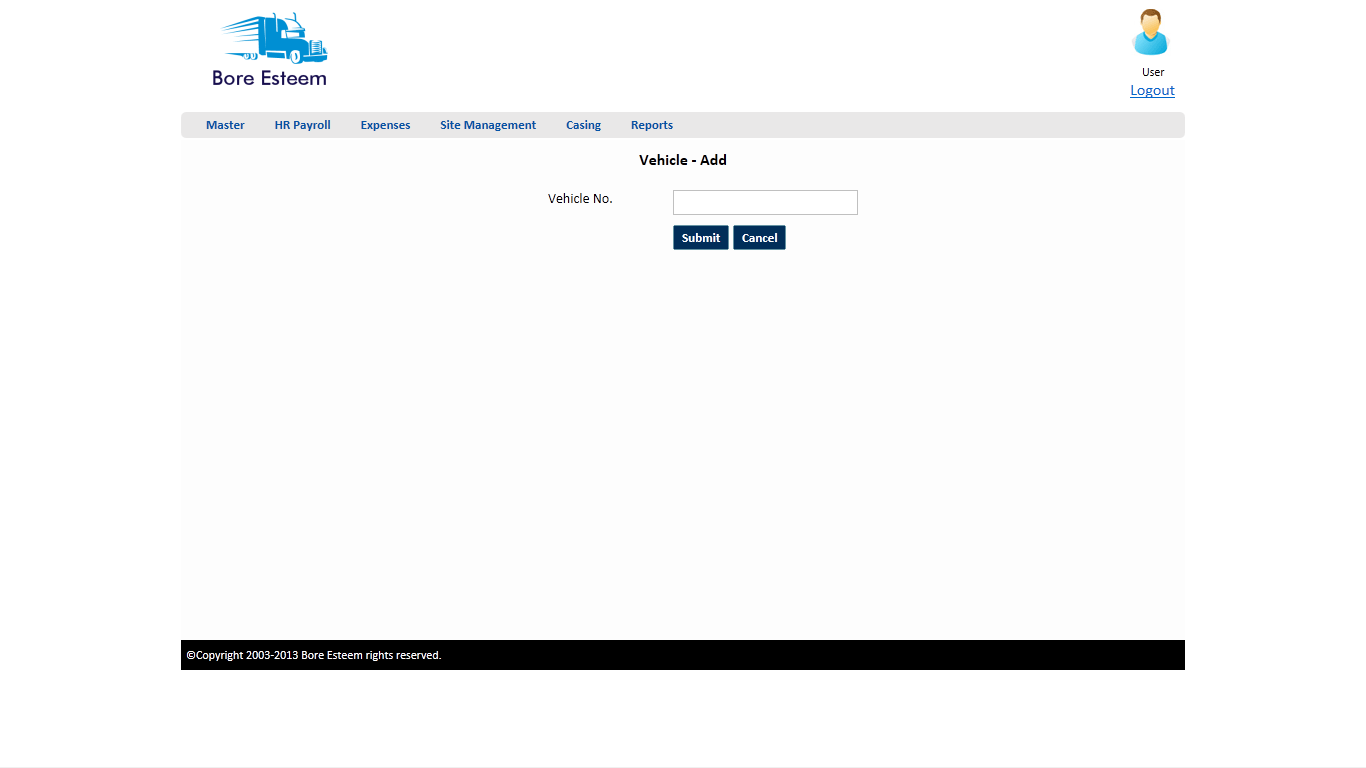 Bore Esteem
User
Logout
Master HR Payroll Expenses Site Management Casing Reports
Vehicle - Add
Vehicle No.
Submit Cancel
©Copyright 2003-2013 Bore Esteem rights reserved.